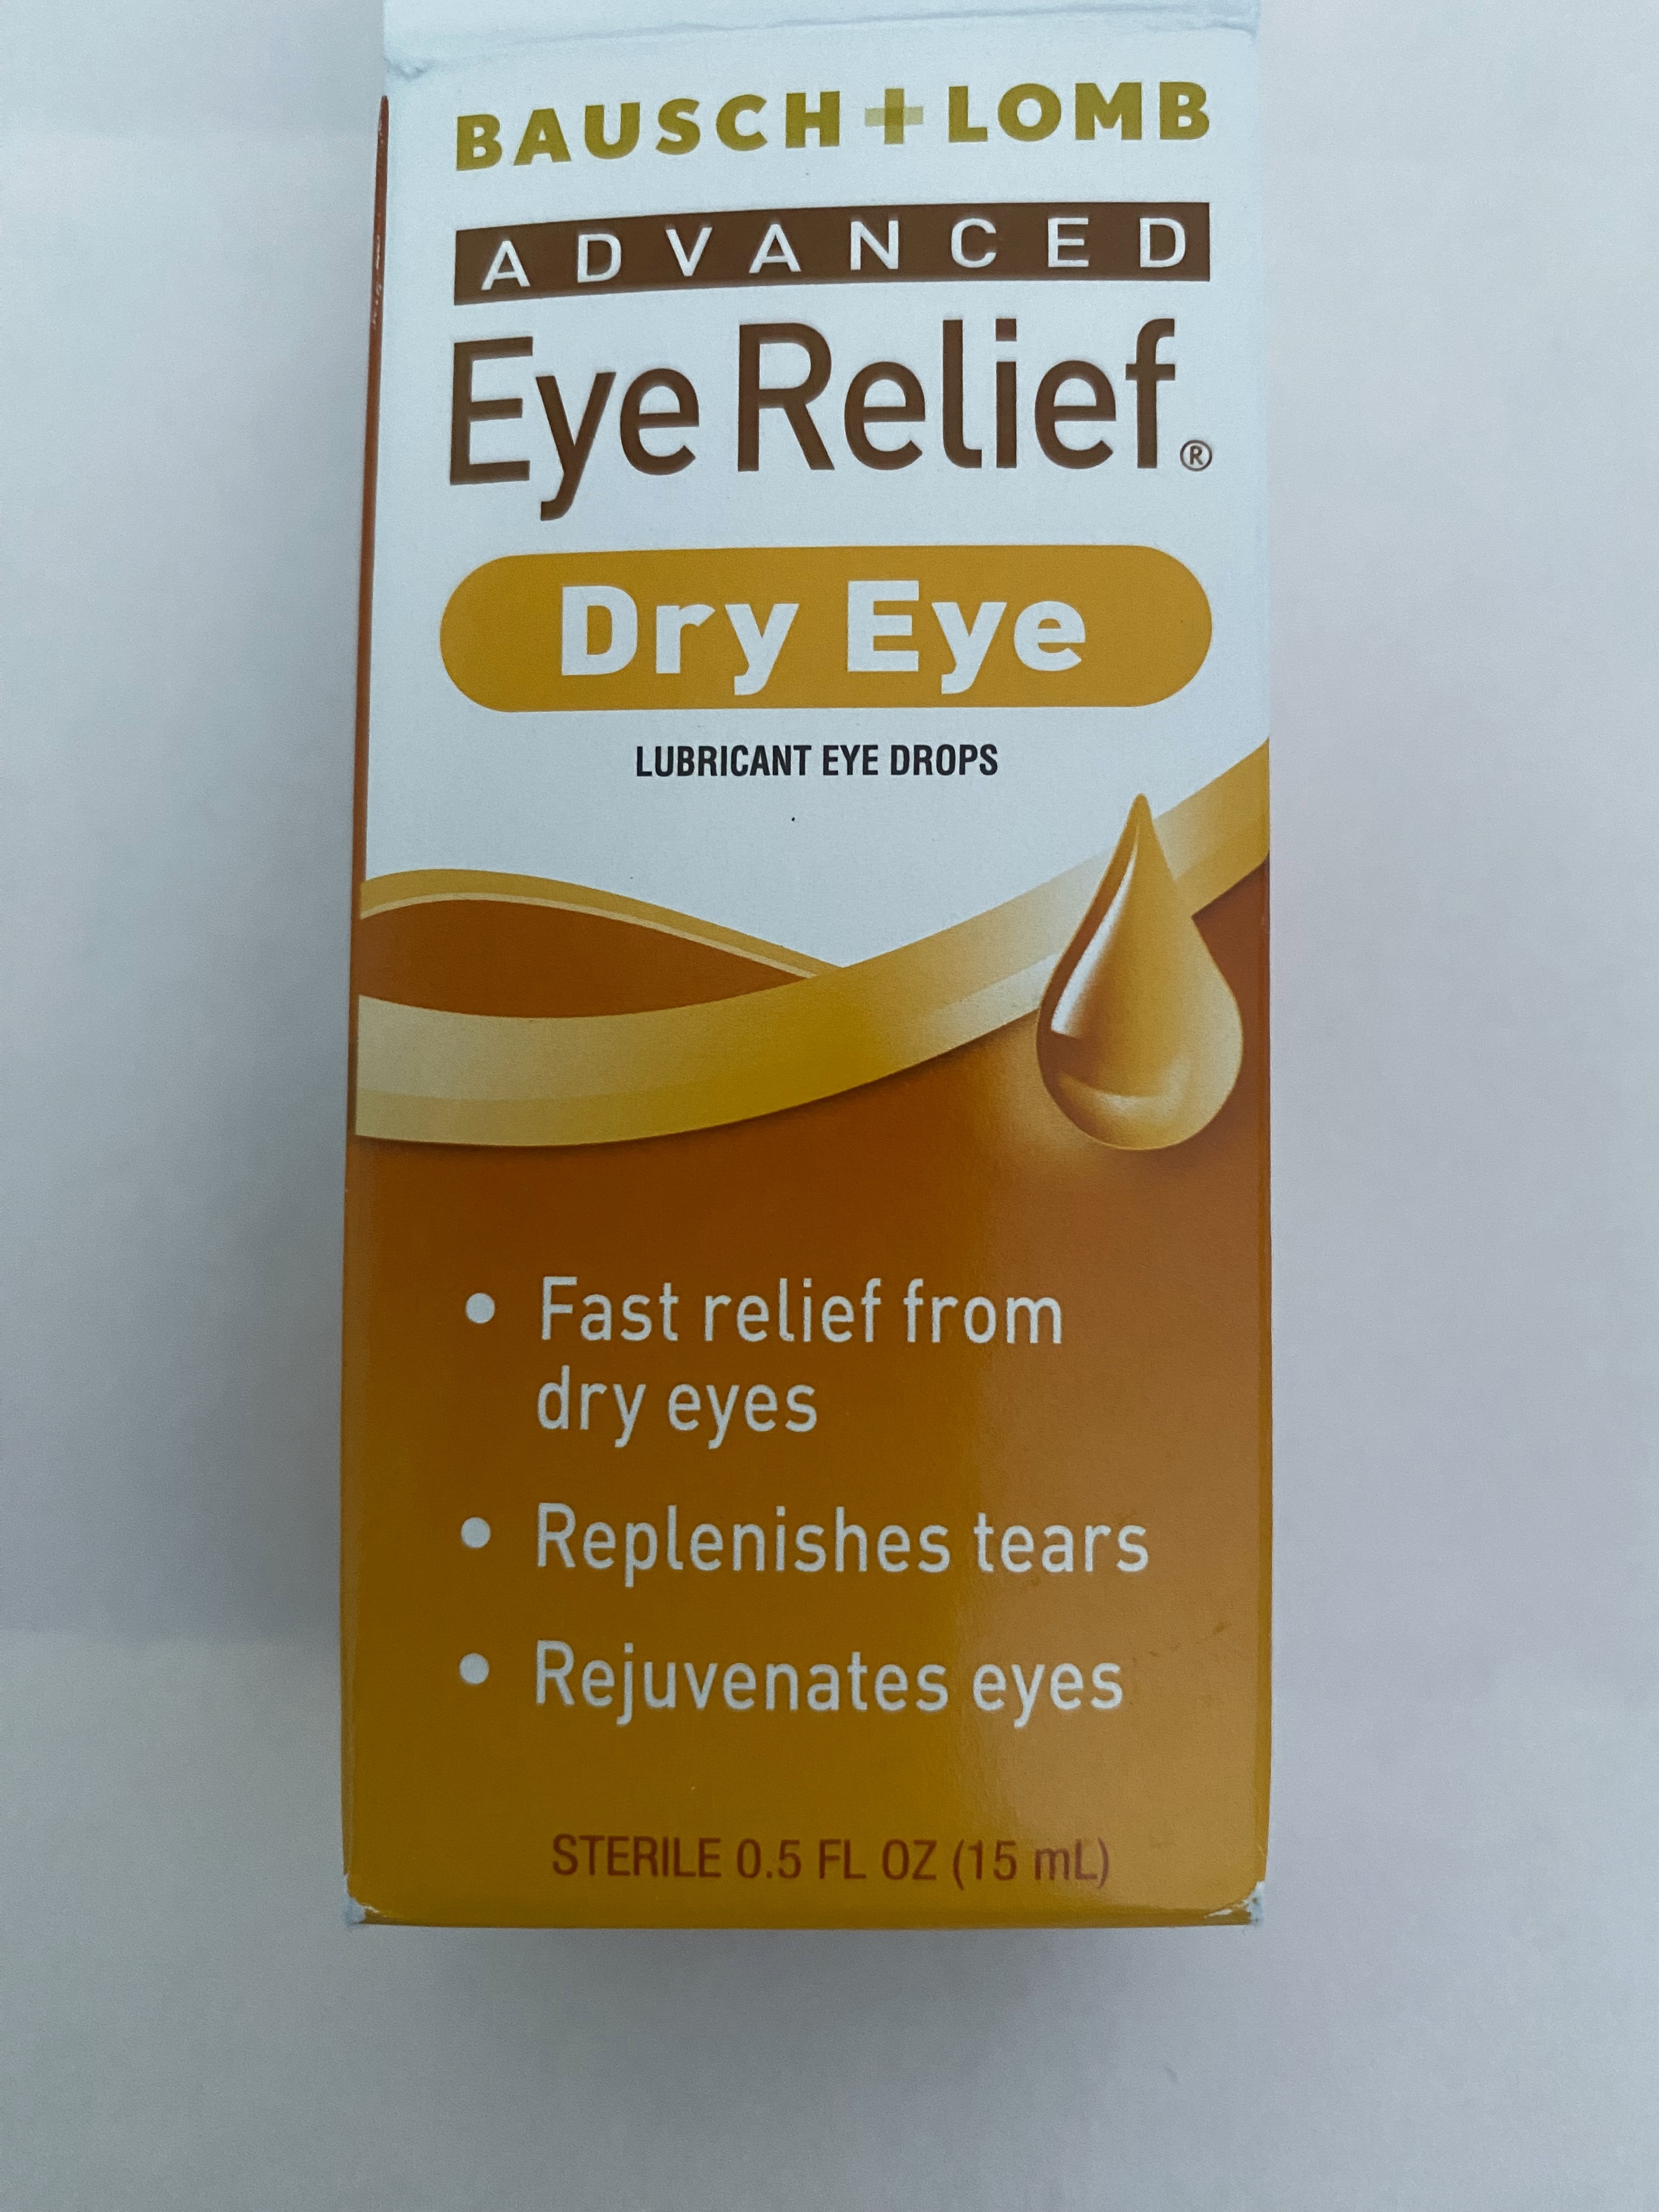 BAUSCH + LOMB
ADVANCED
Eye Relief®
Dry Eye
LUBRICANT EYE DROPS
• Fast relief from
dry eyes
• Replenishes tears
• Rejuvenates eyes
STERILE 0.5 FL OZ (15 mL)